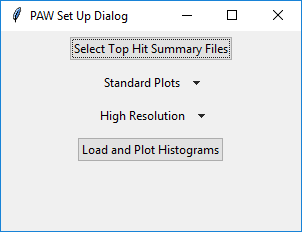 PAW Set Up Dialog
Select Top Hit Summary Files
Standard Plots
High Resolution
Load and Plot Histograms